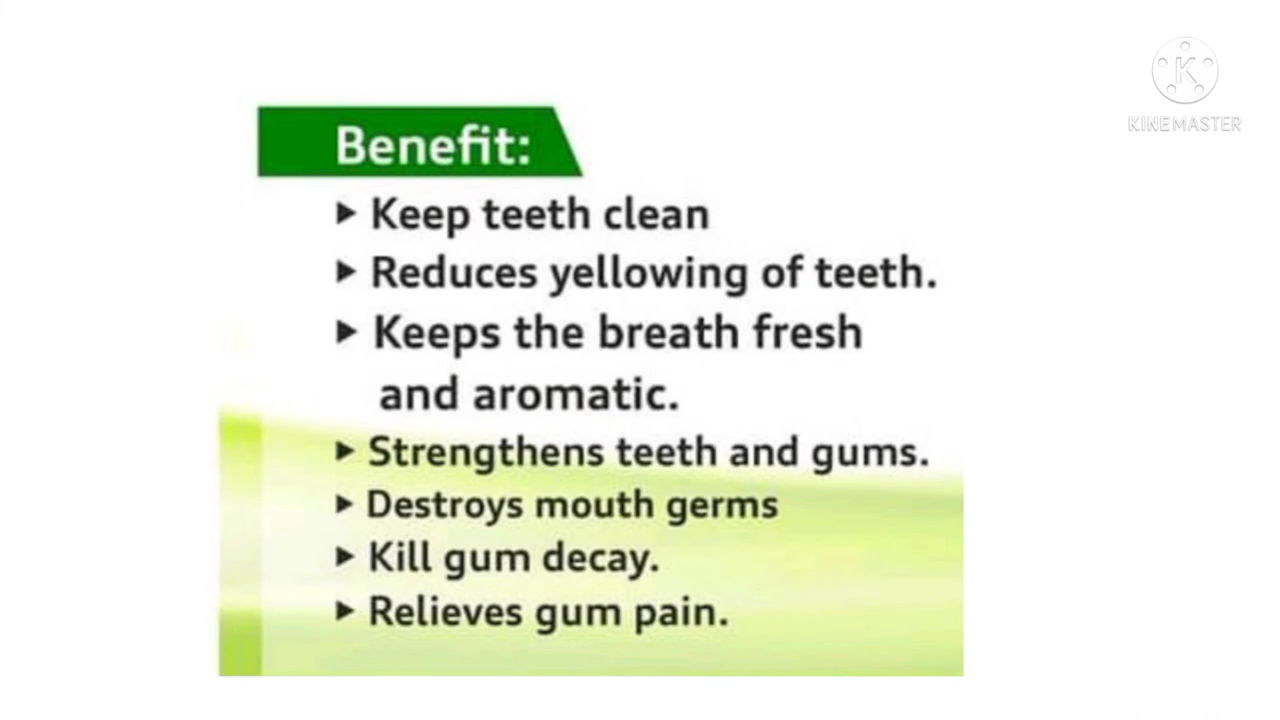 KINEMASTER
Benefit:
▶ Keep teeth clean
▶ Reduces yellowing of teeth.
▶ Keeps the breath fresh
and aromatic.
▶ Strengthens teeth and gums.
▶ Destroys mouth germs
▶ Kill gum decay.
▶ Relieves gum pain.